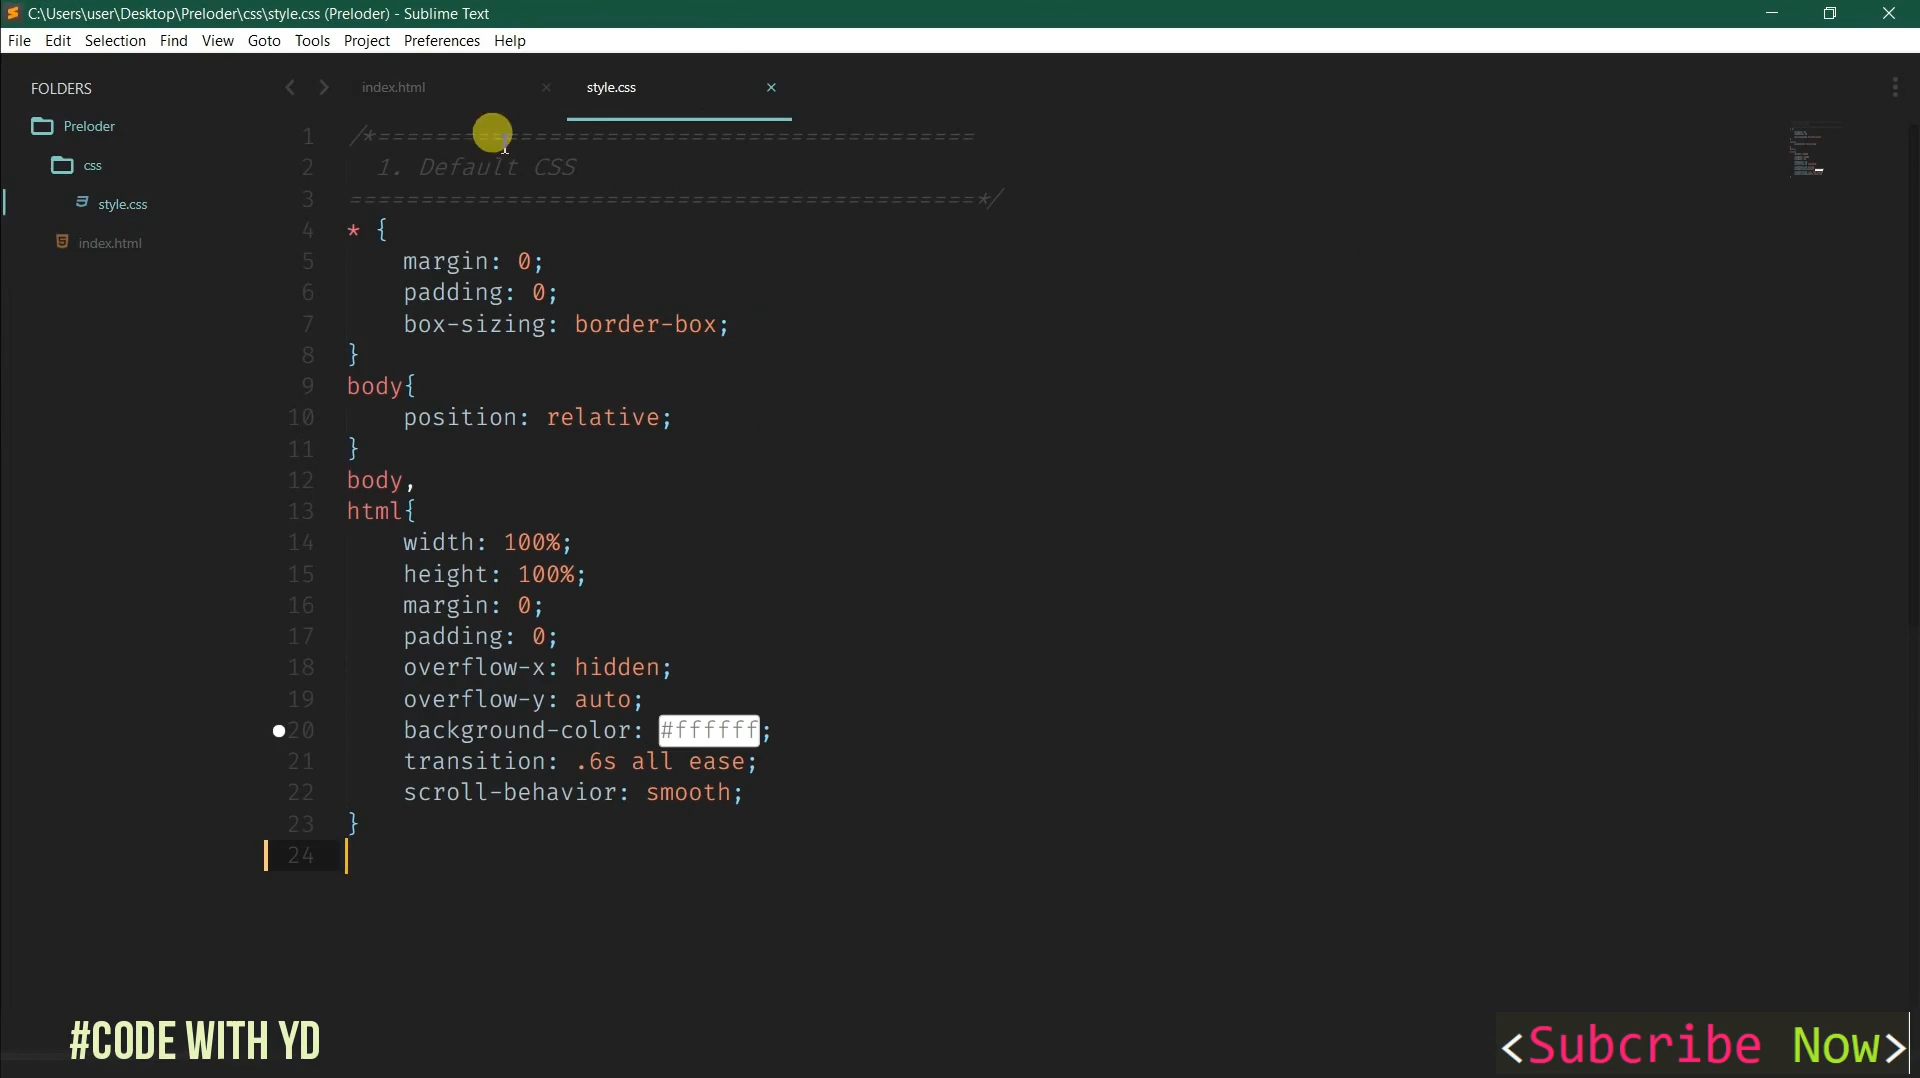 C:\Users\user\Desktop\Preloder\css\style.css (Preloder) - Sublime Text
File Edit Selection Find View Goto Tools Project Preferences Help
FOLDERS
Preloder
css
style.css
index.html
index.html × style.css ×
1 /*==========================================
2 1. Default CSS
3 ============================================*/
4 * {
5 margin: 0;
6 padding: 0;
7 box-sizing: border-box;
8 }
9 body{
10 position: relative;
11 }
12 body,
13 html{
14 width: 100%;
15 height: 100%;
16 margin: 0;
17 padding: 0;
18 overflow-x: hidden;
19 overflow-y: auto;
20 background-color: #ffffff;
21 transition: .6s all ease;
22 scroll-behavior: smooth;
23 }
24
#CODE WITH YD
<Subcribe Now>